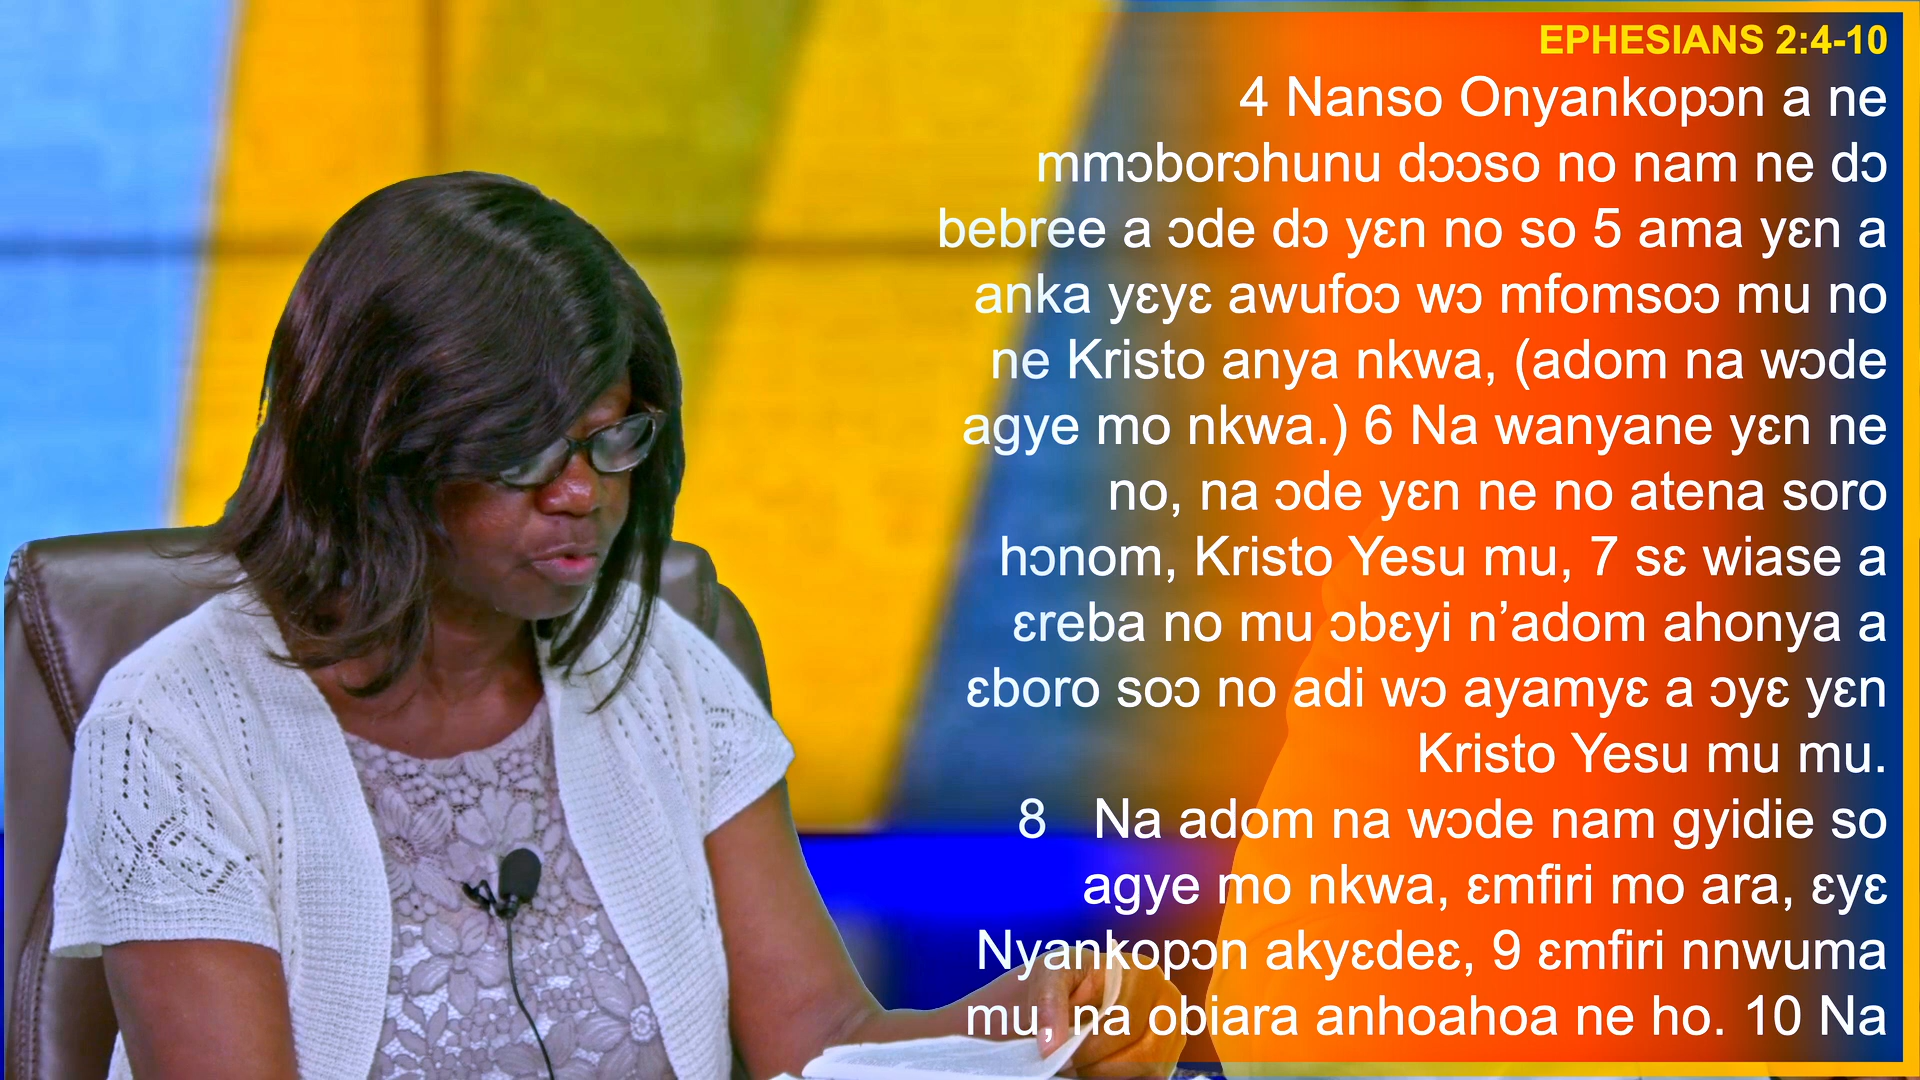 EPHESIANS 2:4-10
4 Nanso Onyankopɔn a ne
mmɔborɔhunu dɔɔso no nam ne dɔ
bebree a ɔde dɔ yɛn no so 5 ama yɛn a
anka yɛyɛ awufoɔ wɔ mfomsoɔ mu no
ne Kristo anya nkwa, (adom na wɔde
agye mo nkwa.) 6 Na wanyane yɛn ne
no, na ɔde yɛn ne no atena soro
hɔnom, Kristo Yesu mu, 7 sɛ wiase a
ɛreba no mu ɔbɛyi n’adom ahonya a
ɛboro soɔ no adi wɔ ayamyɛ a ɔyɛ yɛn
Kristo Yesu mu mu.
8 Na adom na wɔde nam gyidie so
agye mo nkwa, ɛmfiri mo ara, ɛyɛ
Nyankopɔn akyɛdeɛ, 9 ɛmfiri nnwuma
mu, na obiara anhoahoa ne ho. 10 Na